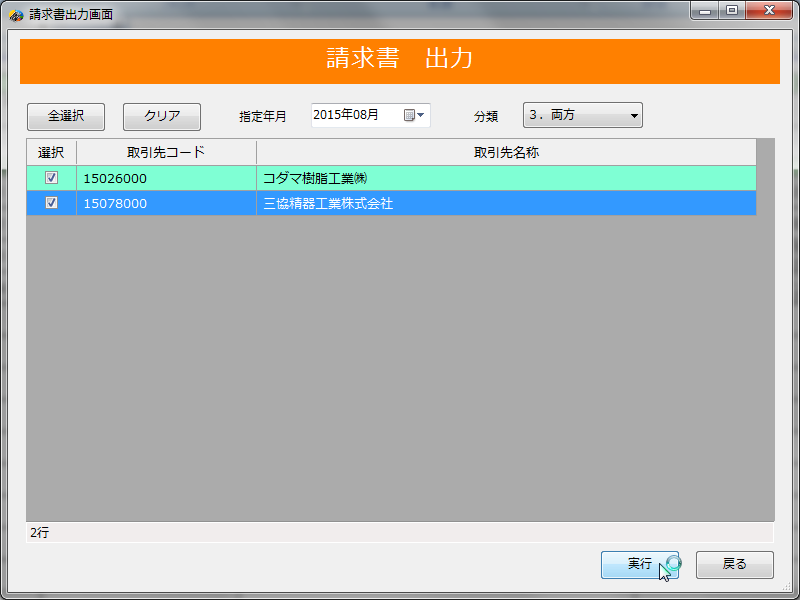 請求書出力画面
請求書　出力
全選択 クリア 指定年月 2015年08月 分類 3．両方
選択 取引先コード 取引先名称
15026000 コダマ樹脂工業㈱
15078000 三協精器工業株式会社
2行
実行 戻る